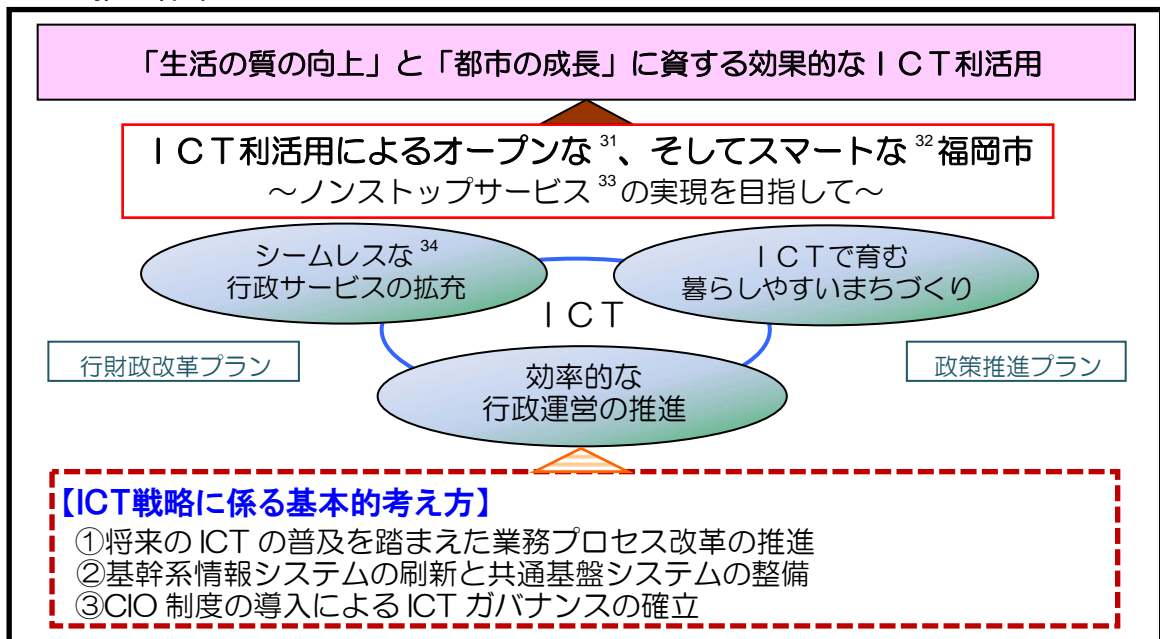 「生活の質の向上」と「都市の成長」に資する効果的なＩＣＴ利活用
ＩＣＴ利活用によるオープンな31、そしてスマートな32福岡市
～ノンストップサービス33の実現を目指して～
シームレスな34
行政サービスの拡充
ＩＣＴで育む
暮らしやすいまちづくり
ＩＣＴ
行財政改革プラン
政策推進プラン
効率的な
行政運営の推進
【ICT戦略に係る基本的考え方】
①将来の ICT の普及を踏まえた業務プロセス改革の推進
②基幹系情報システムの刷新と共通基盤システムの整備
③CIO 制度の導入による ICT ガバナンスの確立